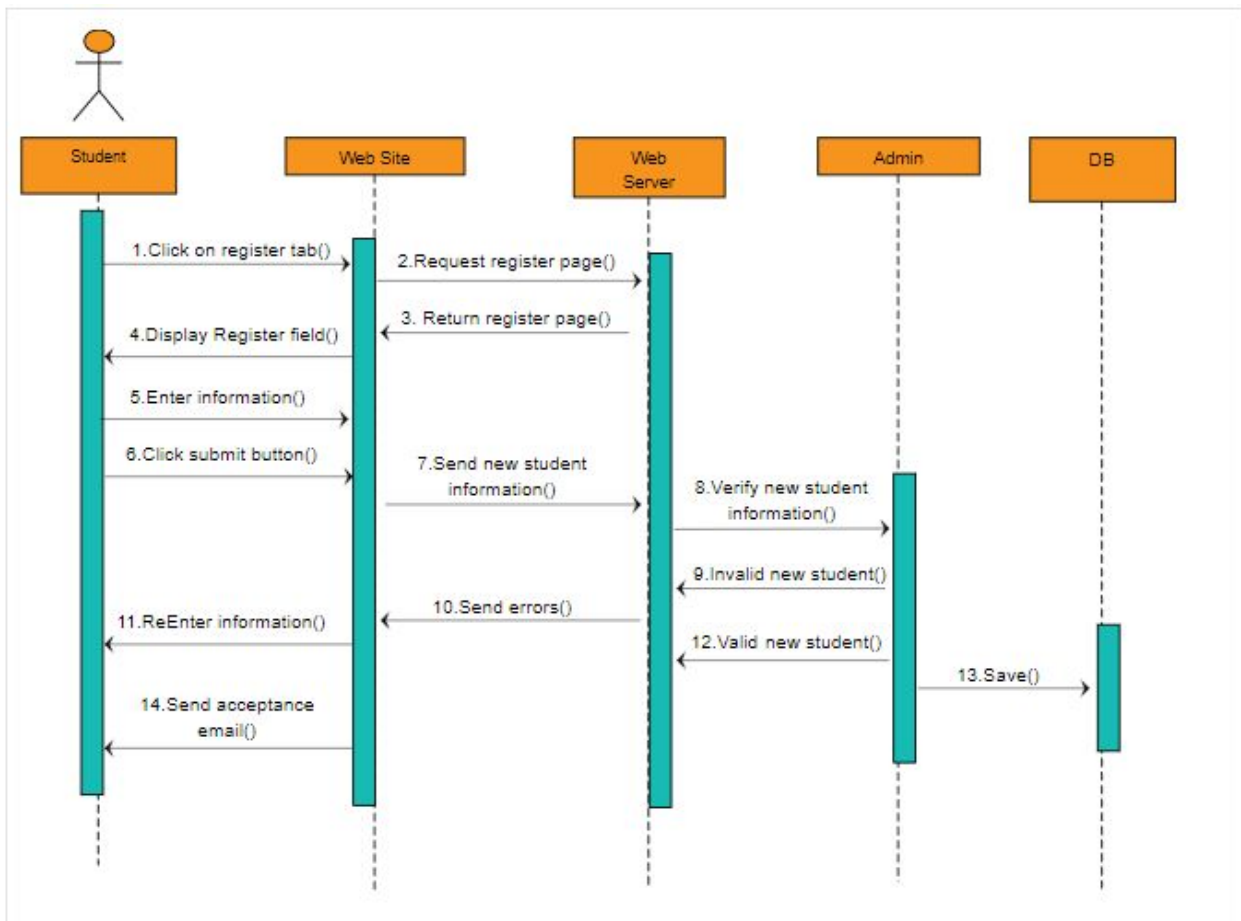 Student
Web Site
Web
Server
Admin
DB
1.Click on register tab()
2.Request register page()
3. Return register page()
4.Display Register field()
5.Enter information()
6.Click submit button()
7.Send new student
information()
8.Verify new student
information()
9.Invalid new student()
10.Send errors()
11.ReEnter information()
12.Valid new student()
13.Save()
14.Send acceptance
email()